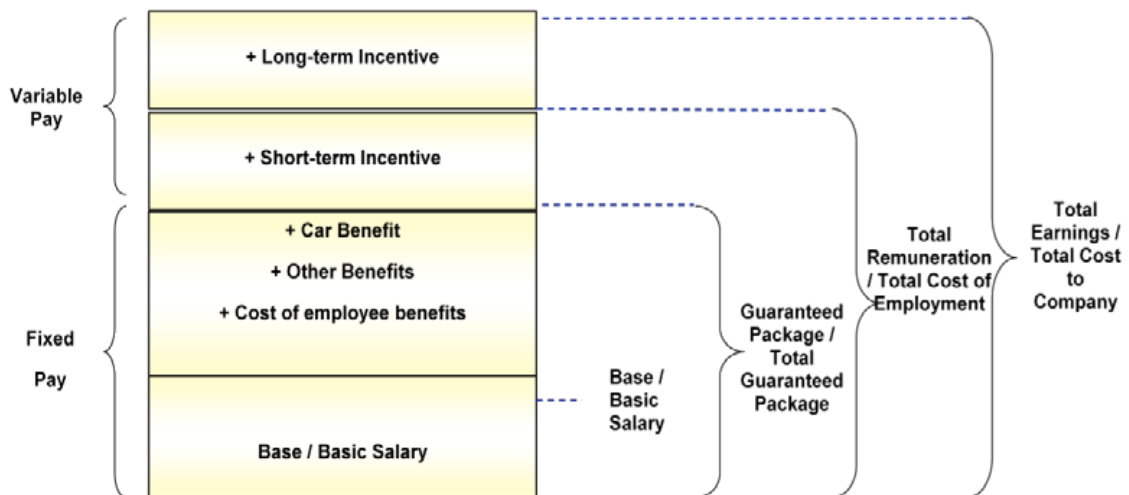 + Long-term Incentive
Variable
Pay
+ Short-term Incentive
+ Car Benefit
+ Other Benefits
+ Cost of employee benefits
Fixed
Pay
Base / Basic Salary
Base /
Basic
Salary
Guaranteed
Package /
Total
Guaranteed
Package
Total
Remuneration
/ Total Cost of
Employment
Total
Earnings /
Total Cost
to
Company